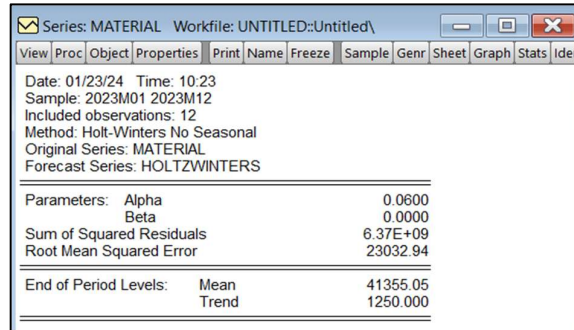 Series: MATERIAL Workfile: UNTITLED::Untitled\
View Proc Object Properties Print Name Freeze Sample Genr Sheet Graph Stats Ide
Date: 01/23/24 Time: 10:23
Sample: 2023M01 2023M12
Included observations: 12
Method: Holt-Winters No Seasonal
Original Series: MATERIAL
Forecast Series: HOLTZWINTERS
Parameters: Alpha 0.0600
Beta 0.0000
Sum of Squared Residuals 6.37E+09
Root Mean Squared Error 23032.94
End of Period Levels: Mean 41355.05
Trend 1250.000